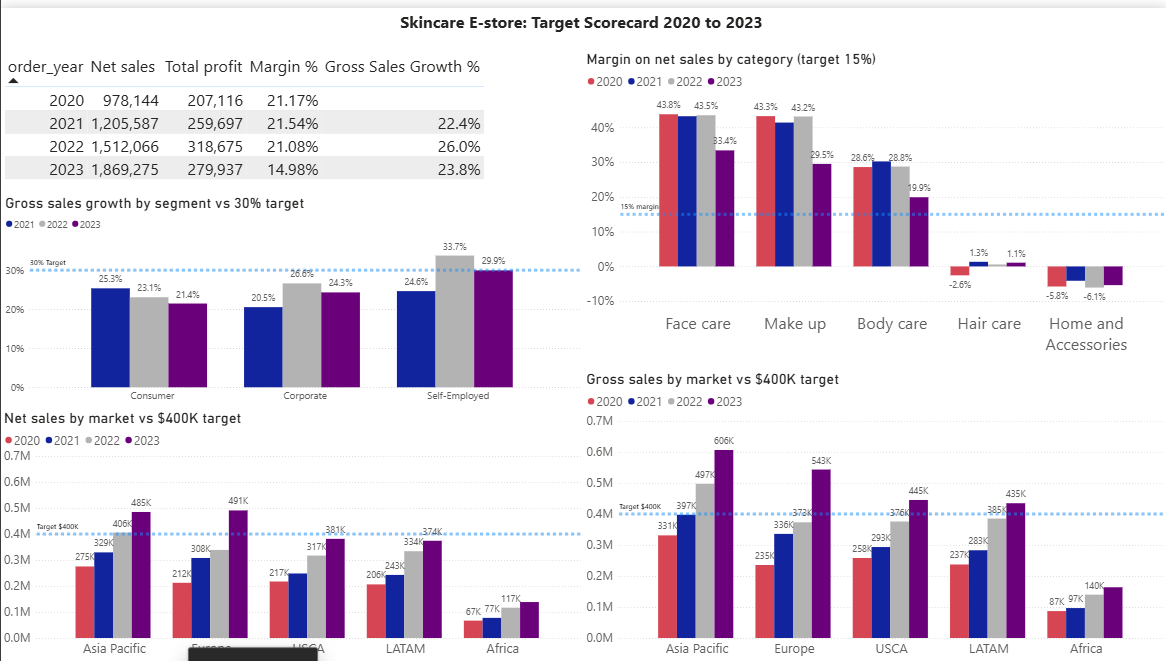 Skincare E-store: Target Scorecard 2020 to 2023
order_year Net sales Total profit Margin % Gross Sales Growth %
2020 978,144 207,116 21.17%
2021 1,205,587 259,697 21.54% 22.4%
2022 1,512,066 318,675 21.08% 26.0%
2023 1,869,275 279,937 14.98% 23.8%
Gross sales growth by segment vs 30% target
2021 2022 2023
30% Target
30%
20%
10%
0%
25.3% 23.1% 21.4%
20.5% 26.6% 24.3%
24.6% 33.7% 29.9%
Consumer Corporate Self-Employed
Net sales by market vs $400K target
2020 2021 2022 2023
0.7M
0.6M
0.5M
0.4M
0.3M
0.2M
0.1M
0.0M
Target $400K
275K 329K 406K 485K
212K 308K 491K
217K 317K 381K
206K 243K 334K 374K
67K 77K 117K
Asia Pacific Europe USCA LATAM Africa
Margin on net sales by category (target 15%)
2020 2021 2022 2023
40%
30%
20%
10%
0%
-10%
15% margin
43.8% 43.5% 33.4%
43.3% 43.2% 29.5%
28.6% 28.8% 19.9%
-2.6% 1.3% 1.1%
-5.8% -6.1%
Face care Make up Body care Hair care Home and
Accessories
Gross sales by market vs $400K target
2020 2021 2022 2023
0.7M
0.6M
0.5M
0.4M
0.3M
0.2M
0.1M
0.0M
Target $400K
331K 397K 497K 606K
235K 336K 373K 543K
258K 293K 376K 445K
237K 283K 385K 435K
87K 97K 140K
Asia Pacific Europe USCA LATAM Africa